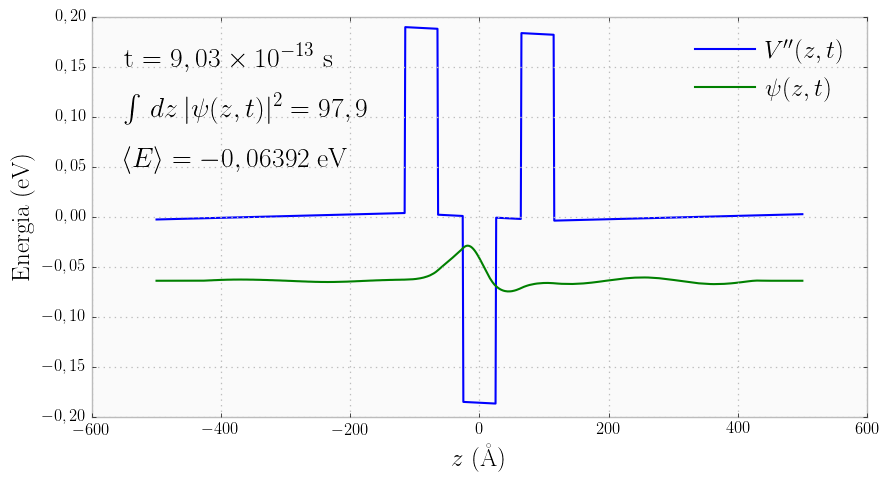 0,20
0,15
0,10
0,05
0,00
−0,05
−0,10
−0,15
−0,20
Energia (eV)
t = 9,03 × 10⁻¹³ s
∫ dz |ψ(z, t)|² = 97,9
⟨E⟩ = −0,06392 eV
V″(z, t)
ψ(z, t)
−600 −400 −200 0 200 400 600
z (Å)